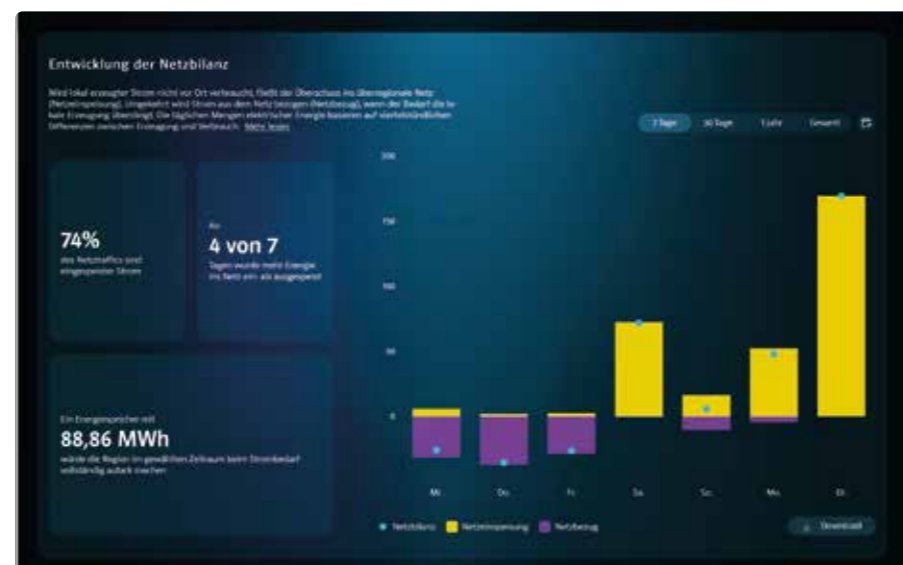 Entwicklung der Netzbilanz
Wird lokal erzeugter Strom nicht vor Ort verbraucht, fließt der Überschuss ins überregionale Netz
(Netzeinspeisung). Umgekehrt wird Strom aus dem Netz bezogen (Netzbezug), wenn der Bedarf die lo-
kale Erzeugung übersteigt. Die täglichen Mengen elektrischer Energie basieren auf viertelstündlichen
Differenzen zwischen Erzeugung und Verbrauch. Mehr lesen
7 Tage 30 Tage 1 Jahr Gesamt
74%
des Netztraffics sind
eingespeister Strom
An
4 von 7
Tagen wurde mehr Energie
ins Netz ein- als ausgespeist
Ein Energiespeicher mit
88,86 MWh
würde die Region im gewählten Zeitraum beim Strombedarf
vollständig autark machen
200
150
100
50
0
Mi. Do. Fr. Sa. So. Mo. Di.
Netzbilanz Netzeinspeisung Netzbezug
Download